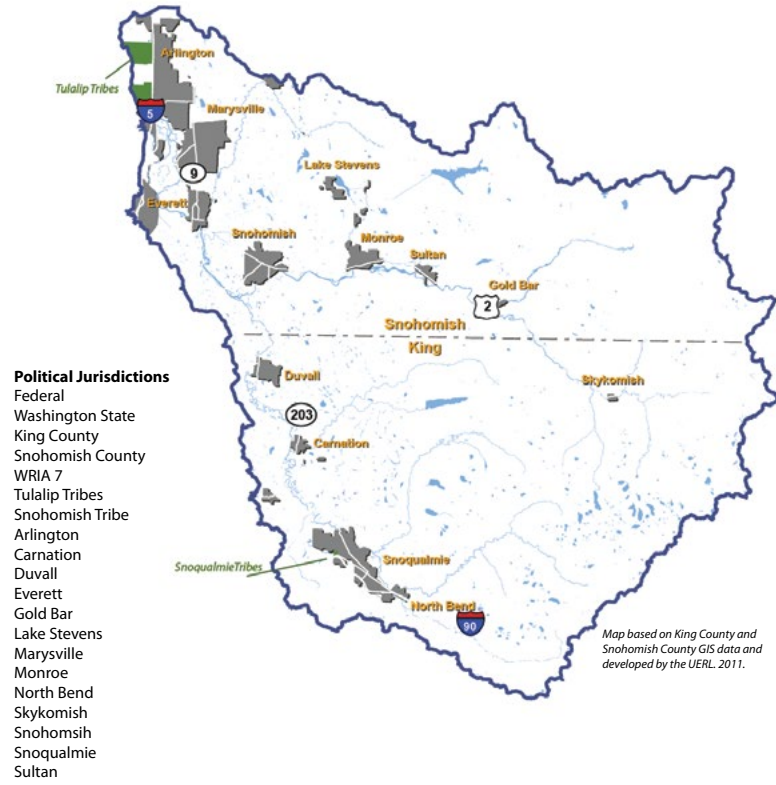 Arlington
Tulalip Tribes
5
Marysville
9
Lake Stevens
Everett
Snohomish
Monroe
Sultan
Gold Bar
2
Snohomish
King
Political Jurisdictions
Federal
Washington State
King County
Snohomish County
WRIA 7
Tulalip Tribes
Snohomish Tribe
Arlington
Carnation
Duvall
Everett
Gold Bar
Lake Stevens
Marysville
Monroe
North Bend
Skykomish
Snohomsih
Snoqualmie
Sultan
Duvall
Skykomish
203
Carnation
Snoqualmie
SnoqualmieTribes
North Bend
90
Map based on King County and
Snohomish County GIS data and
developed by the UERL. 2011.